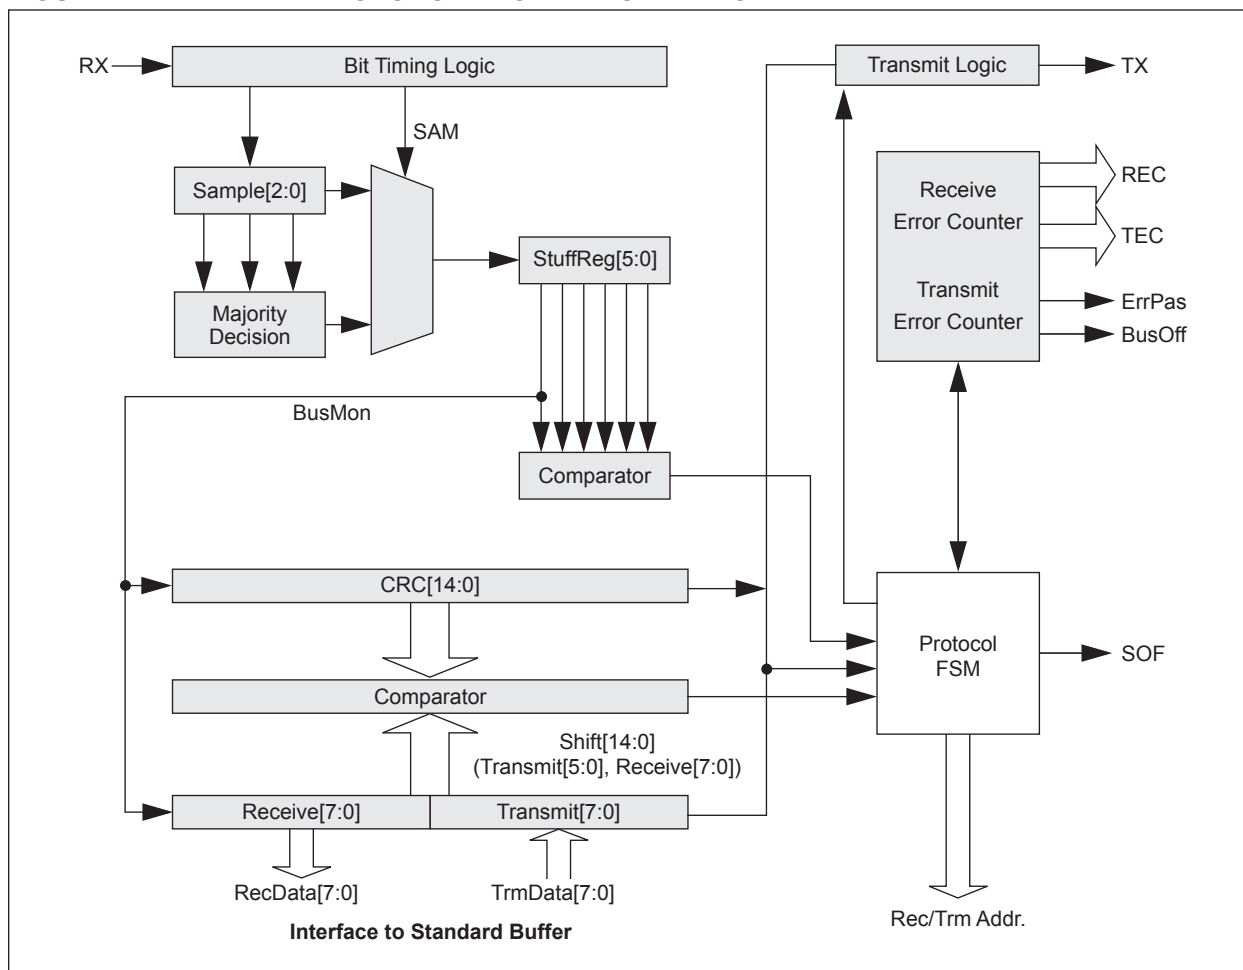 RX
Bit Timing Logic
Transmit Logic
TX
SAM
Sample[2:0]
Receive
Error Counter
REC
TEC
StuffReg[5:0]
Majority
Decision
Transmit
Error Counter
ErrPas
BusOff
BusMon
Comparator
CRC[14:0]
Protocol
FSM
SOF
Comparator
Shift[14:0]
(Transmit[5:0], Receive[7:0])
Receive[7:0]
Transmit[7:0]
RecData[7:0]
TrmData[7:0]
Rec/Trm Addr.
Interface to Standard Buffer